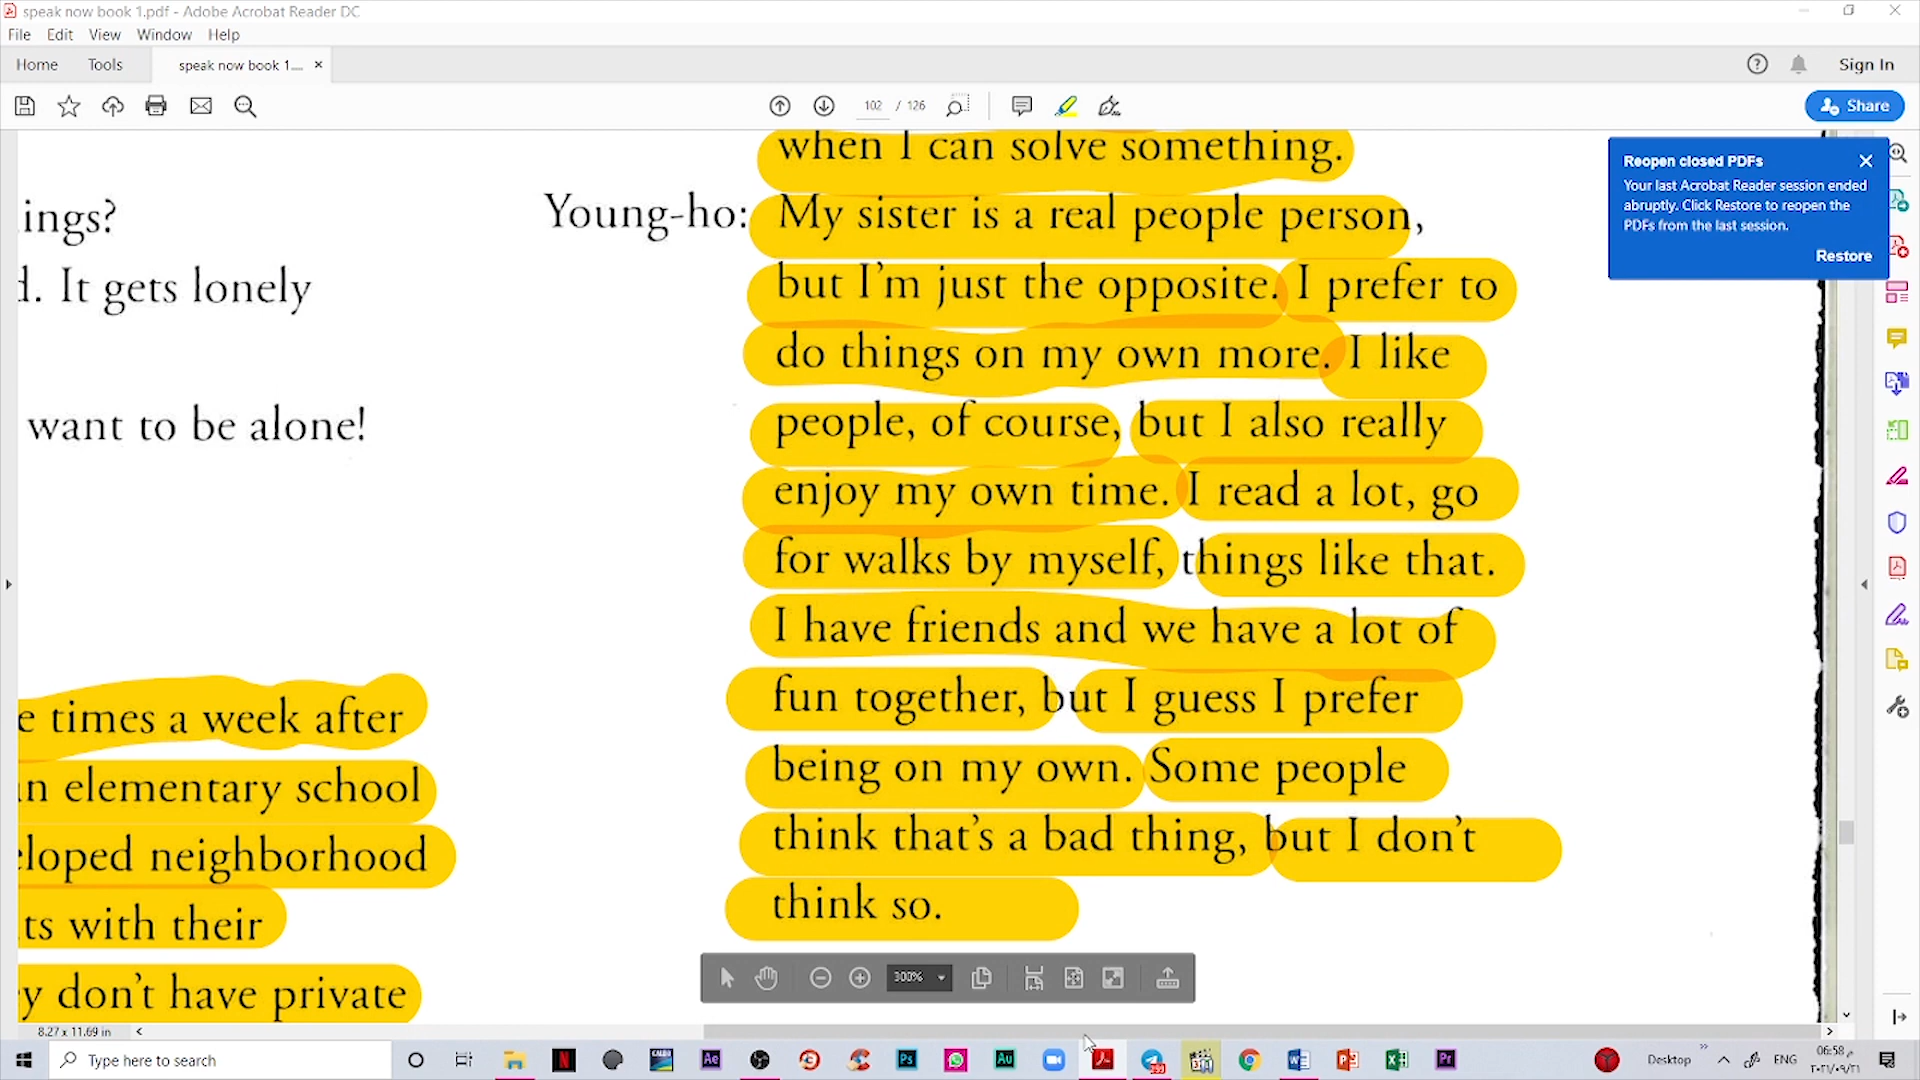 speak now book 1.pdf - Adobe Acrobat Reader DC
File Edit View Window Help
Home Tools speak now book 1.... × Sign In
102 / 126 Share
Reopen closed PDFs
Your last Acrobat Reader session ended
abruptly. Click Restore to reopen the
PDFs from the last session.
Restore
ings?
d. It gets lonely
want to be alone!
e times a week after
n elementary school
eloped neighborhood
ts with their
y don't have private
when I can solve something.
Young-ho: My sister is a real people person,
but I'm just the opposite. I prefer to
do things on my own more. I like
people, of course, but I also really
enjoy my own time. I read a lot, go
for walks by myself, things like that.
I have friends and we have a lot of
fun together, but I guess I prefer
being on my own. Some people
think that's a bad thing, but I don't
think so.
300%
8.27 x 11.69 in
Type here to search
Desktop ENG
06:58 م
٢٠٢١/٠٩/٢١